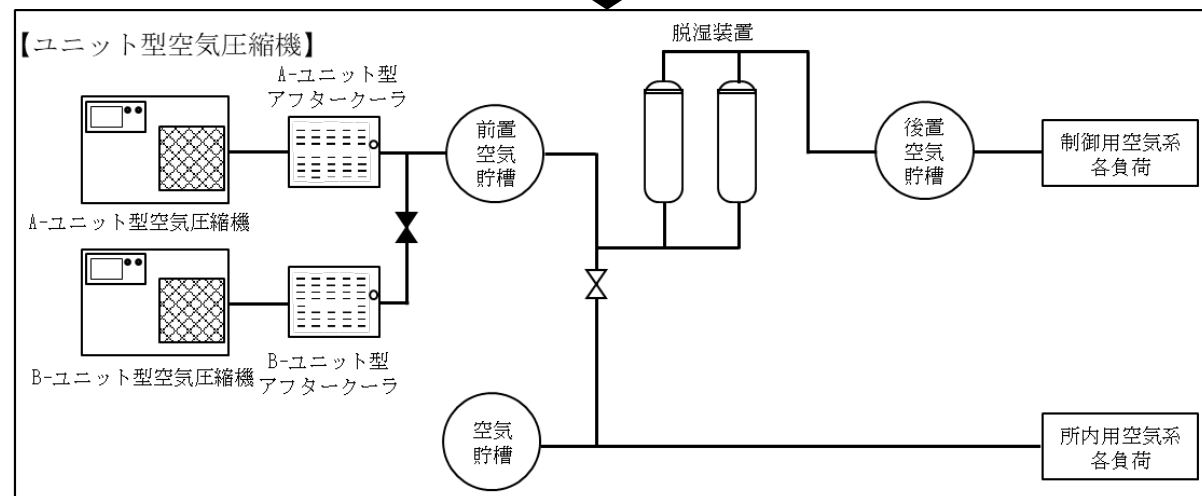 【ユニット型空気圧縮機】
脱湿装置
A-ユニット型
アフタークーラ
前置
空気
貯槽
後置
空気
貯槽
制御用空気系
各負荷
A-ユニット型空気圧縮機
B-ユニット型空気圧縮機
B-ユニット型
アフタークーラ
空気
貯槽
所内用空気系
各負荷